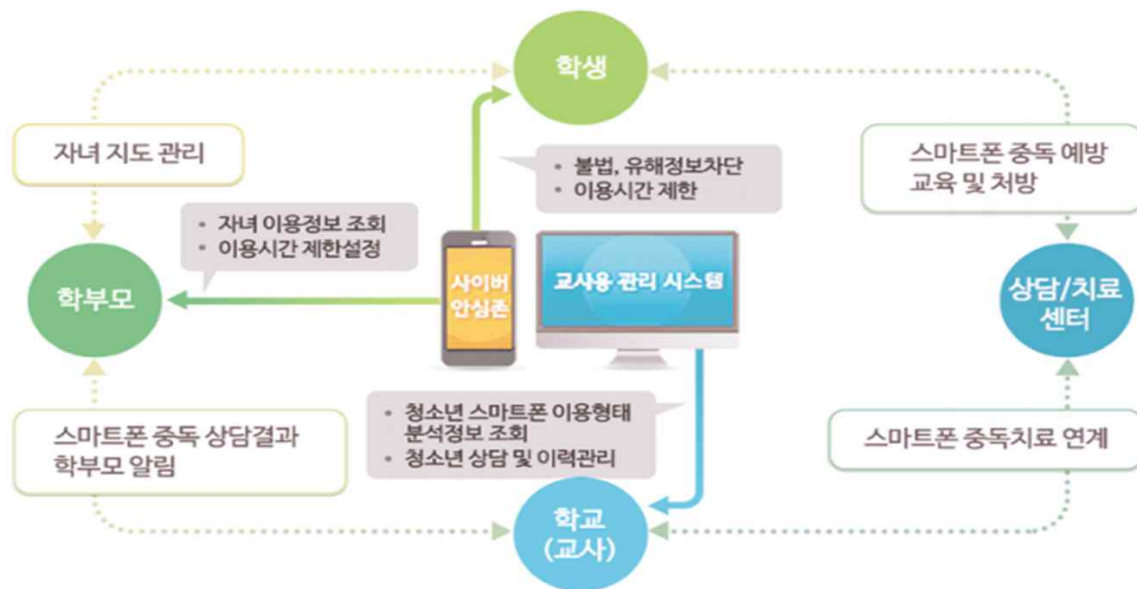 학생
자녀 지도 관리
• 불법, 유해정보차단
• 이용시간 제한
스마트폰 중독 예방
교육 및 처방
• 자녀 이용정보 조회
• 이용시간 제한설정
학부모
사이버
안심존
교사용 관리 시스템
상담/치료
센터
• 청소년 스마트폰 이용형태
분석정보 조회
• 청소년 상담 및 이력관리
스마트폰 중독 상담결과
학부모 알림
스마트폰 중독치료 연계
학교
(교사)